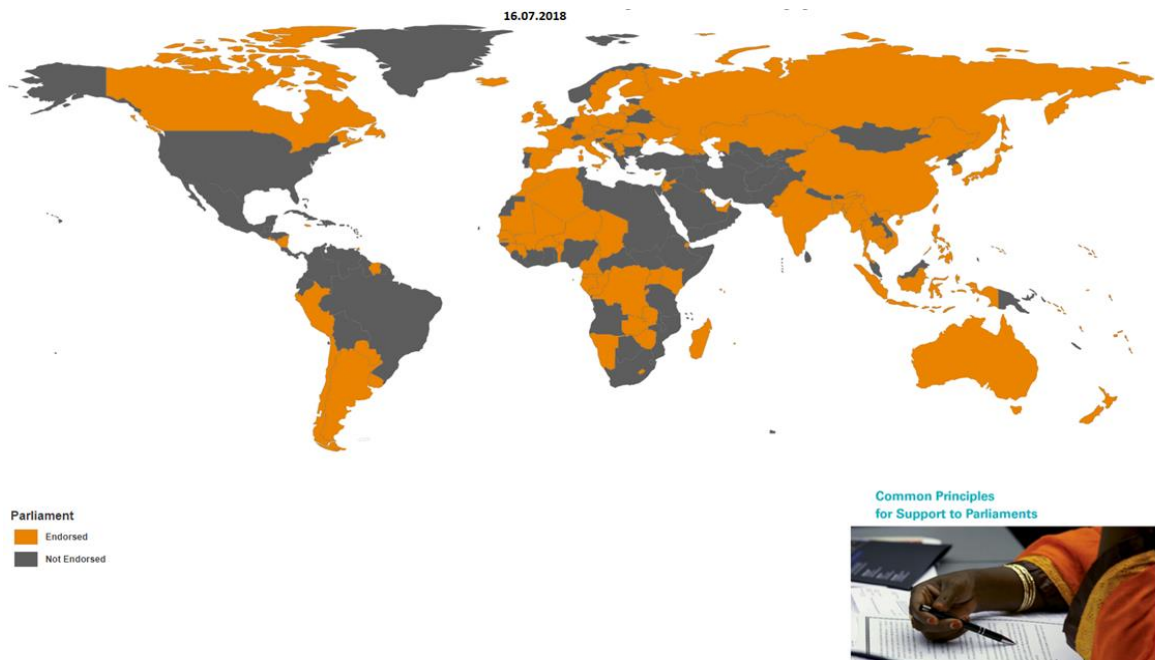 16.07.2018
Parliament
Endorsed
Not Endorsed
Common Principles
for Support to Parliaments